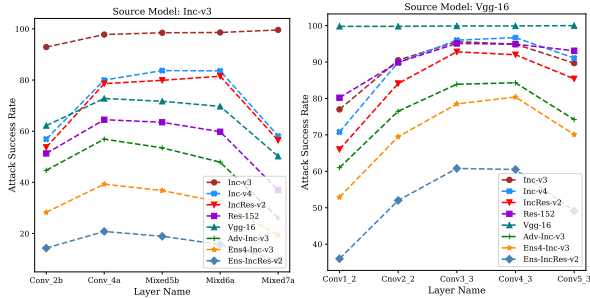 Source Model: Inc-v3
Attack Success Rate
100
80
60
40
20
Inc-v3
Inc-v4
IncRes-v2
Res-152
Vgg-16
Adv-Inc-v3
Ens4-Inc-v3
Ens-IncRes-v2
Conv_2b
Conv_4a
Mixed5b
Mixd6a
Mixed7a
Layer Name
Source Model: Vgg-16
Attack Success Rate
100
90
80
70
60
50
40
Inc-v3
Inc-v4
IncRes-v2
Res-152
Vgg-16
Adv-Inc-v3
Ens4-Inc-v3
Ens-IncRes-v2
Conv1_2
Cnov2_2
Conv3_3
Conv4_3
Conv5_3
Layer Name